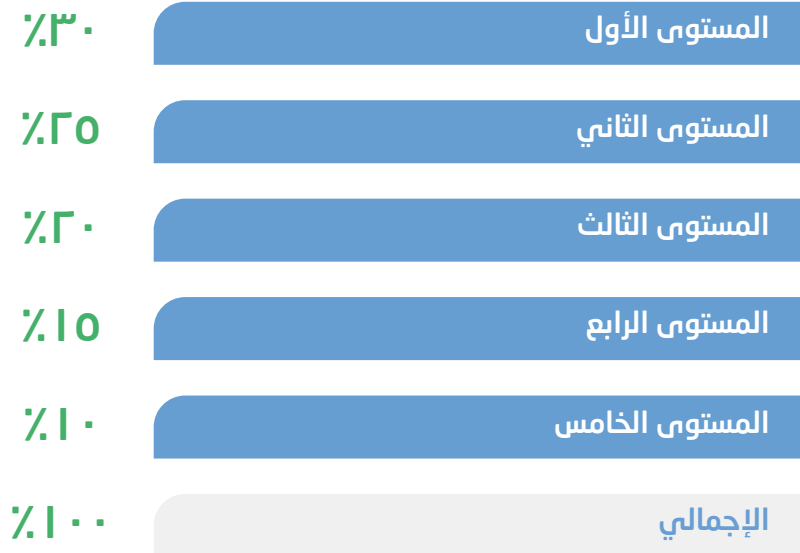 المستوى الأول ٣٠٪
المستوى الثاني ٢٥٪
المستوى الثالث ٢٠٪
المستوى الرابع ١٥٪
المستوى الخامس ١٠٪
الإجمالي ١٠٠٪